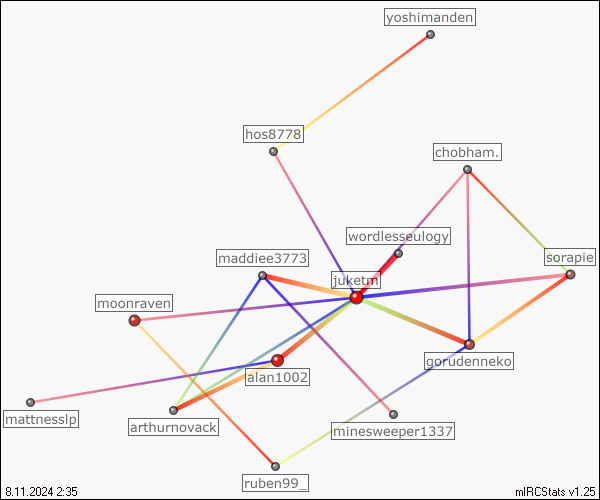 yoshimanden
hos8778
chobham.
wordlesseulogy
maddiee3773
sorapie
juketm
moonraven
gorudenneko
alan1002
mattnesslp
arthurnovack
minesweeper1337
ruben99_
8.11.2024 2:35
mIRCStats v1.25